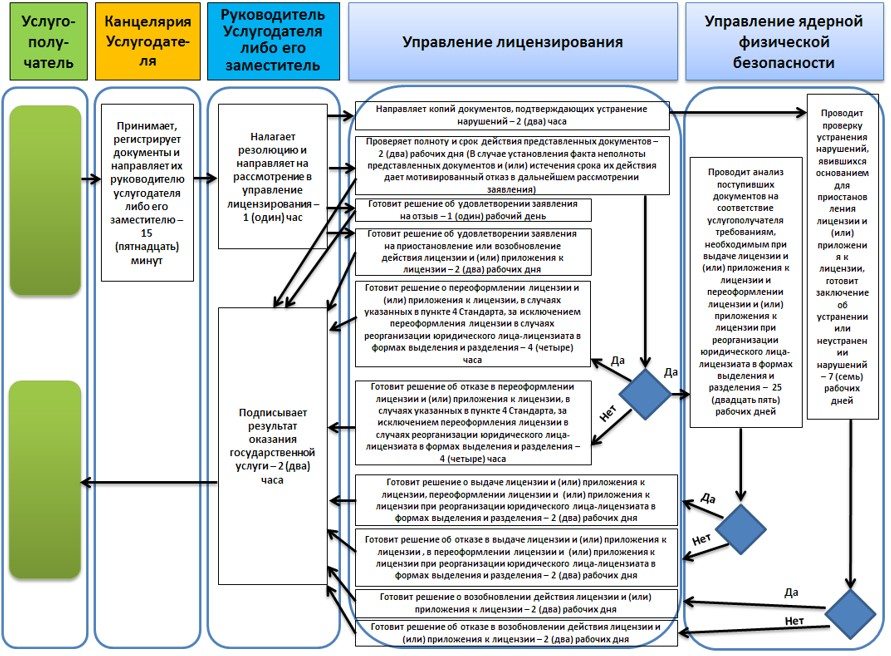 Услуго-
полу-
чатель
Канцелярия
Услугодате-
ля
Руководитель
Услугодателя
либо его
заместитель
Управление лицензирования
Управление ядерной
физической
безопасности
Принимает,
регистрирует
документы и
направляет их
руководителю
услугодателя
либо его
заместителю –
15
(пятнадцать)
минут
Налагает
резолюцию и
направляет на
рассмотрение в
управление
лицензирования –
1 (один) час
Подписывает
результат
оказания
государственной
услуги – 2 (два)
часа
Направляет копий документов, подтверждающих устранение
нарушений – 2 (два) часа
Проверяет полноту и срок действия представленных документов –
2 (два) рабочих дня (В случае установления факта неполноты
представленных документов и (или) истечения срока их действия
дает мотивированный отказ в дальнейшем рассмотрении
заявления)
Готовит решение об удовлетворении заявления
на отзыв – 1 (один) рабочий день
Готовит решение об удовлетворении заявления
на приостановление или возобновление
действия лицензии и (или) приложения к
лицензии – 2 (два) рабочих дня
Готовит решение о переоформлении лицензии и
(или) приложения к лицензии, в случаях
указанных в пункте 4 Стандарта, за исключением
переоформления лицензии в случаях
реорганизации юридического лица-лицензиата в
формах выделения и разделения – 4 (четыре)
часа
Да
Да
Нет
Готовит решение об отказе в переоформлении
лицензии и (или) приложения к лицензии, в
случаях указанных в пункте 4 Стандарта, за
исключением переоформления лицензии в
случаях реорганизации юридического лица-
лицензиата в формах выделения и разделения –
4 (четыре) часа
Готовит решение о выдаче лицензии и (или) приложения к
лицензии, переоформлении лицензии и (или) приложения к
лицензии при реорганизации юридического лица-лицензиата в
формах выделения и разделения – 2 (два) рабочих дня
Да
Нет
Готовит решение об отказе в выдаче лицензии и (или) приложения к
лицензии , в переоформлении лицензии и (или) приложения к
лицензии при реорганизации юридического лица-лицензиата в
формах выделения и разделения – 2 (два) рабочих дня
Готовит решение о возобновлении действия лицензии и (или)
приложения к лицензии – 2 (два) рабочих дня
Да
Нет
Готовит решение об отказе в возобновлении действия лицензии и
(или) приложения к лицензии – 2 (два) рабочих дня
Проводит анализ
поступивших
документов на
соответствие
услугополучателя
требованиям,
необходимым при
выдаче лицензии и
(или) приложения к
лицензии и
переоформлении
лицензии и (или)
приложения к
лицензии при
реорганизации
юридического лица-
лицензиата в формах
выделения и
разделения – 25
(двадцать пять)
рабочих дней
Проводит
проверку
устранения
нарушений,
явившихся
основанием
для
приостанов
ления
лицензии и
(или)
приложени
я к
лицензии,
готовит
заключение
об
устранении
или
неустранен
ии
нарушений
– 7 (семь)
рабочих
дней